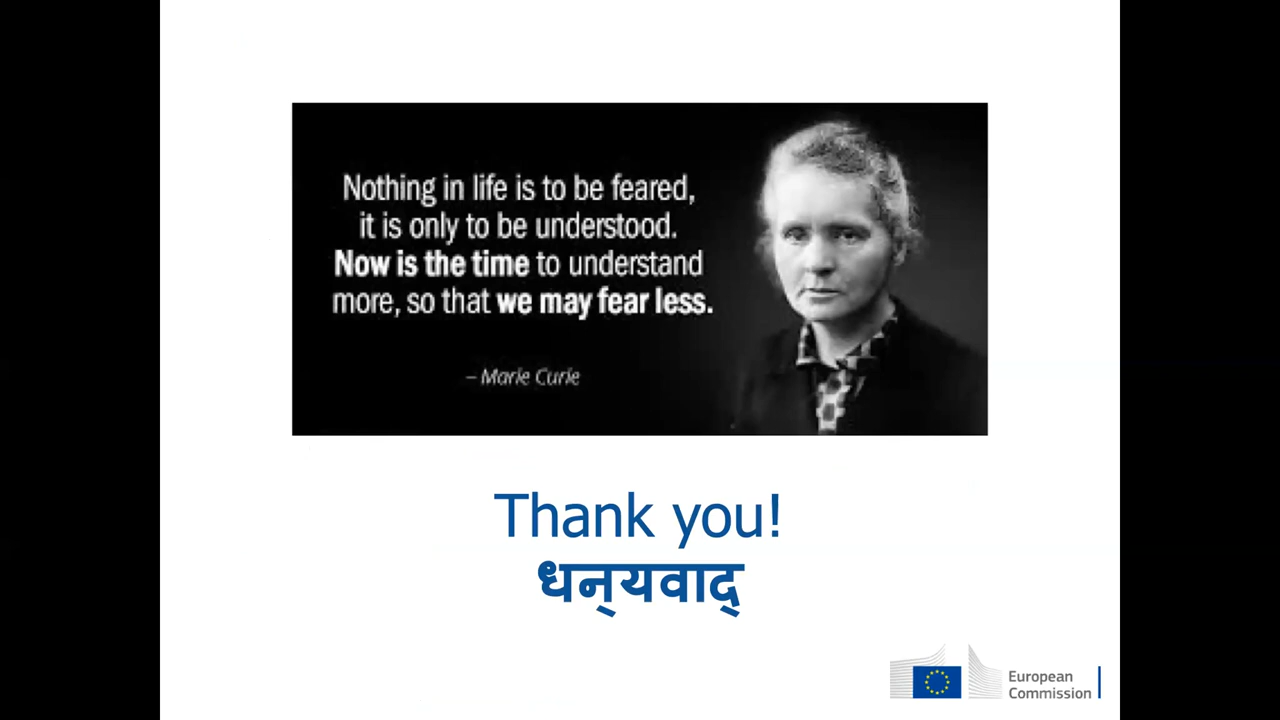 Nothing in life is to be feared,
it is only to be understood.
Now is the time to understand
more, so that we may fear less.
– Marie Curie
Thank you!
धन्‌यवाद्
European
Commission